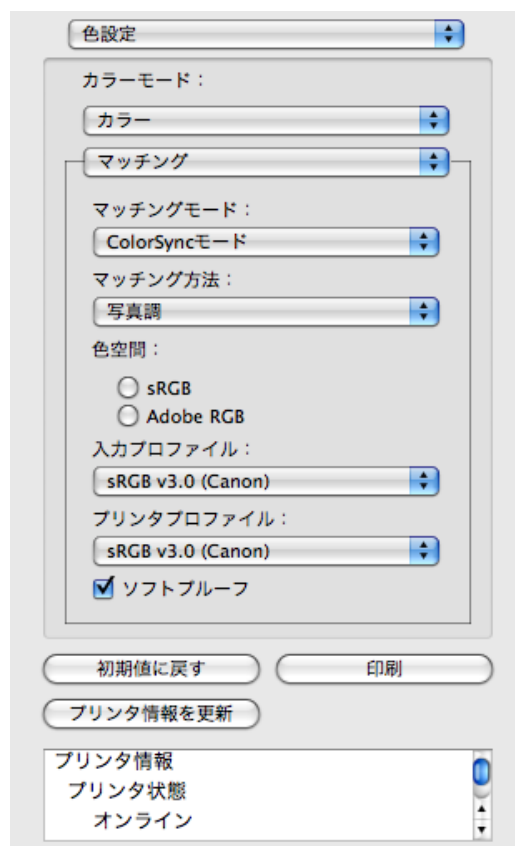 色設定
カラーモード：
カラー
マッチング
マッチングモード：
ColorSyncモード
マッチング方法：
写真調
色空間：
sRGB
Adobe RGB
入力プロファイル：
sRGB v3.0 (Canon)
プリンタプロファイル：
sRGB v3.0 (Canon)
ソフトプルーフ
初期値に戻す 印刷
プリンタ情報を更新
プリンタ情報
プリンタ状態
オンライン